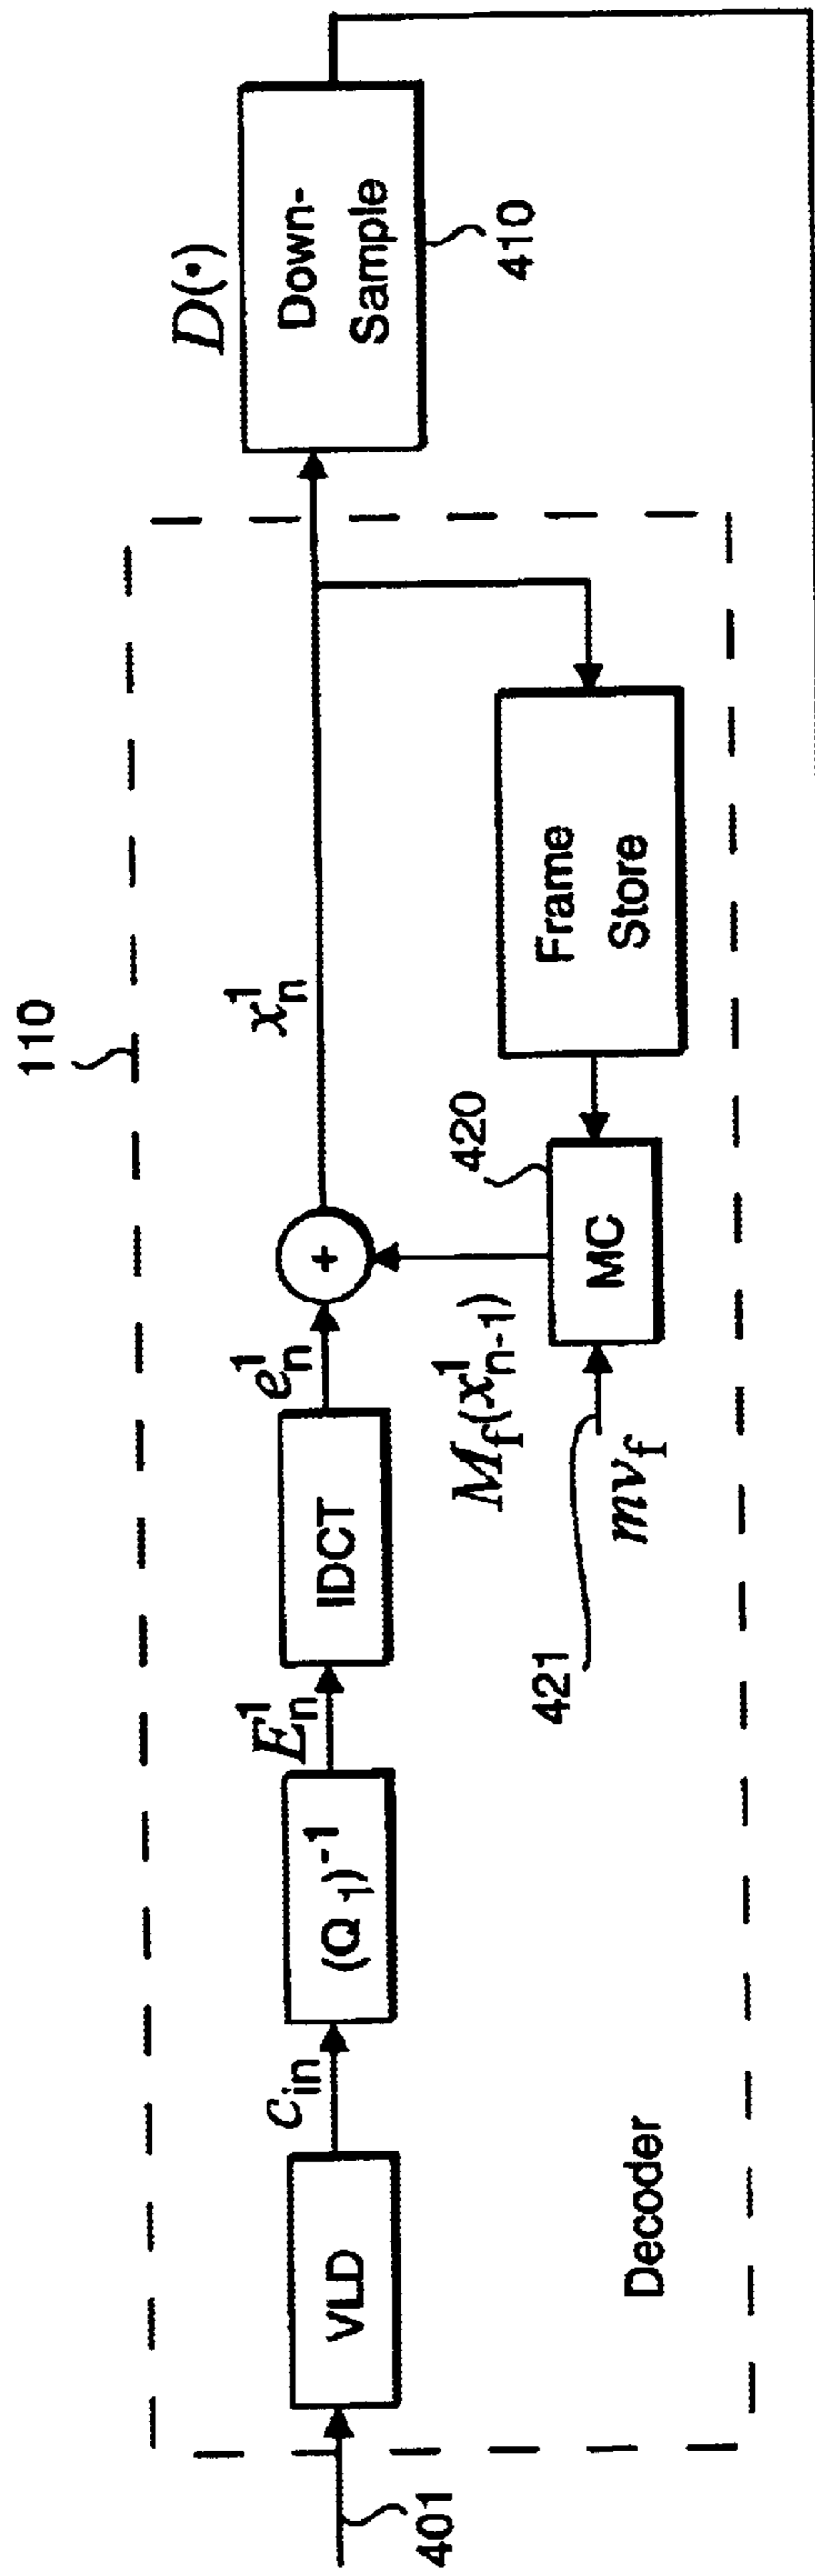 110
D(•)
Down-
Sample
410
401
VLD
c_in
(Q_1)^-1
E_n^1
IDCT
e_n^1
+
x_n^1
M_f(x_n-1^1)
420
MC
Frame
Store
421
mv_f
Decoder